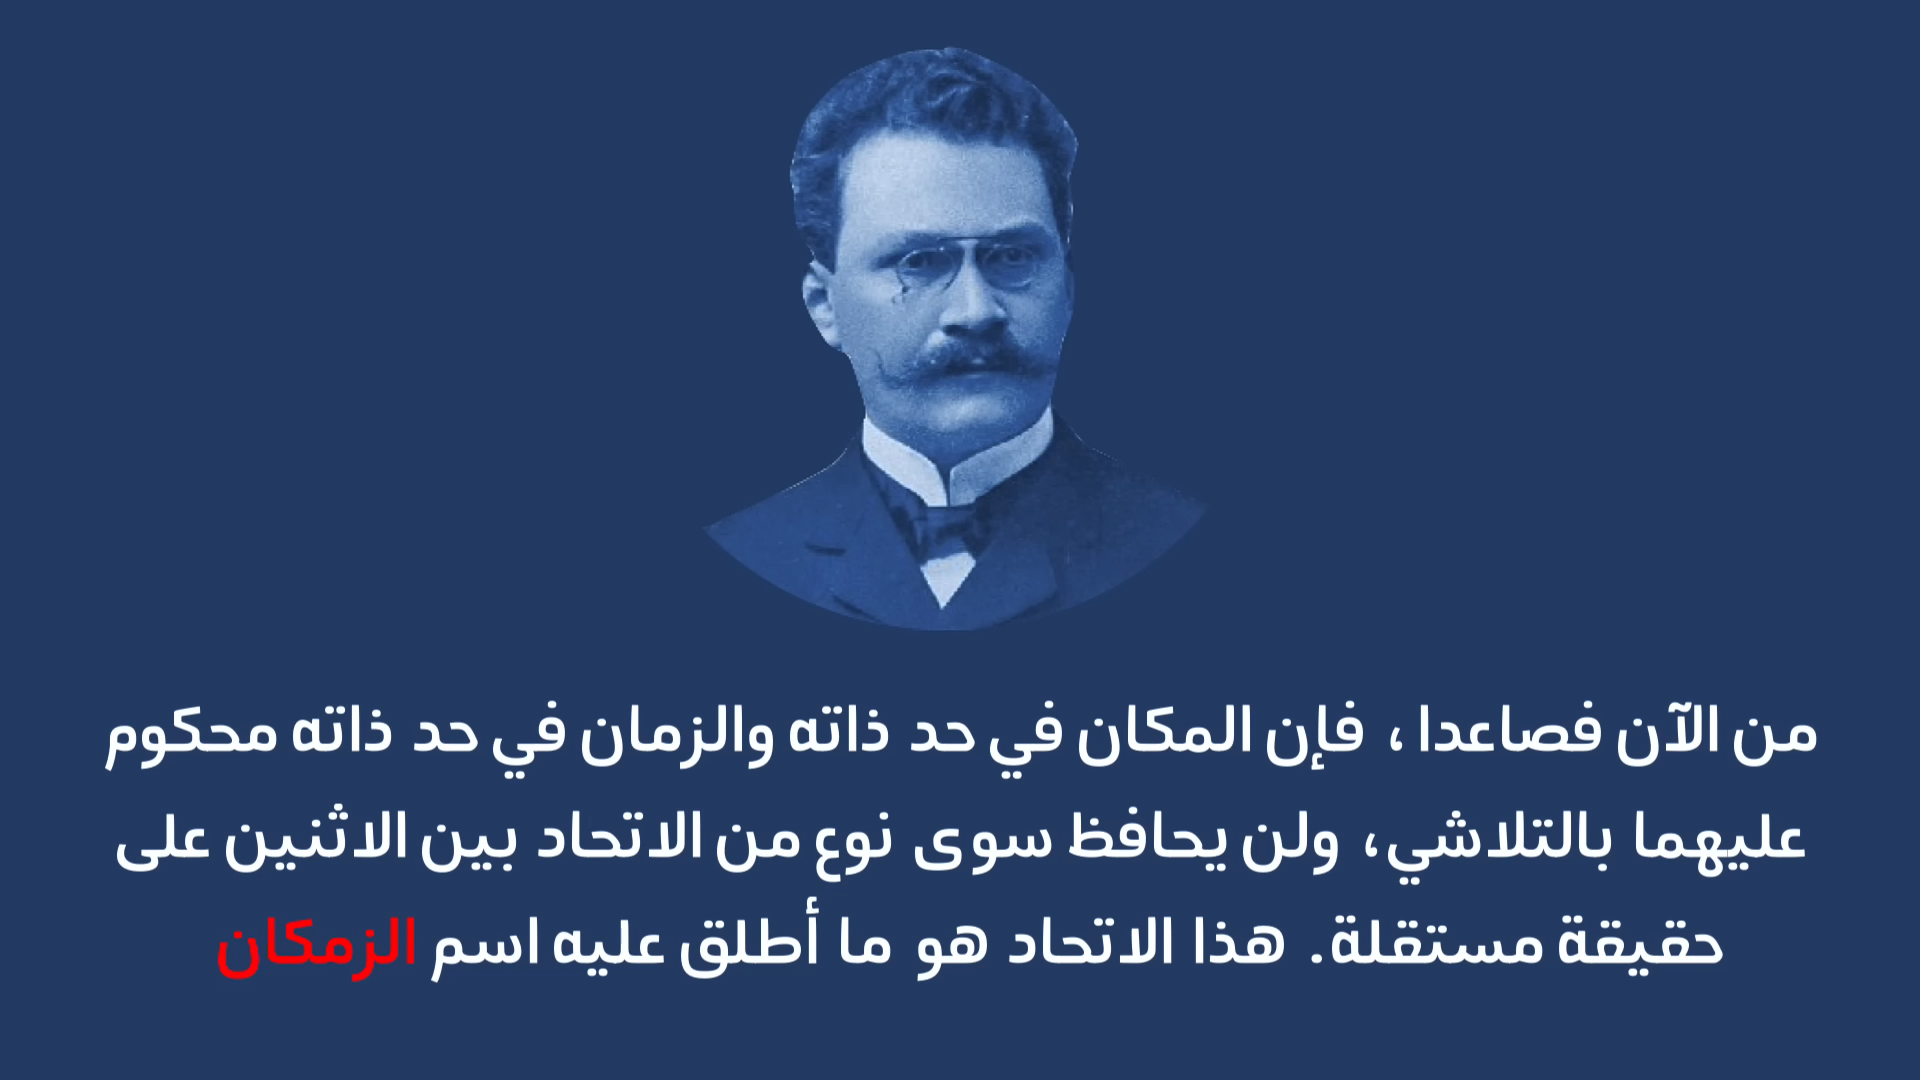 من الآن فصاعدا ، فإن المكان في حد ذاته والزمان في حد ذاته محكوم
عليهما بالتلاشي، ولن يحافظ سوى نوع من الاتحاد بين الاثنين على
حقيقة مستقلة. هذا الاتحاد هو ما أطلق عليه اسم الزمكان